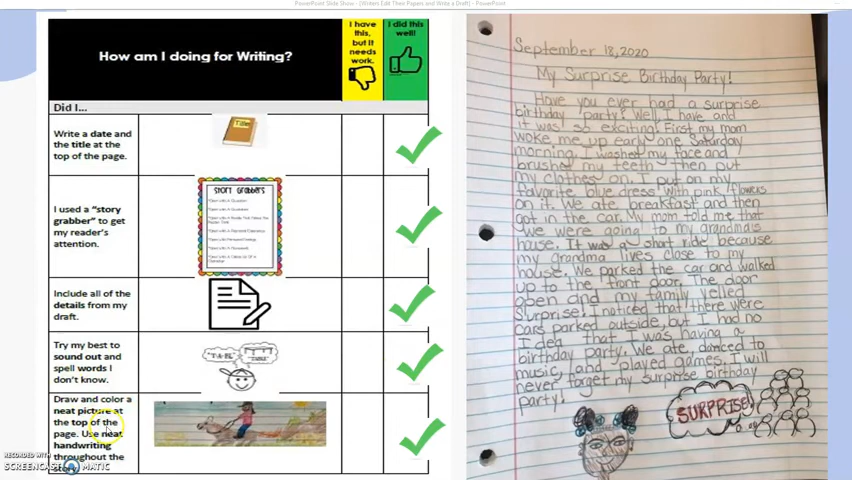 PowerPoint Slide Show - [Writers Edit Their Papers and Write a Draft] - PowerPoint
How am I doing for Writing?
I have
this,
but it
needs
work.
I did this
well!
Did I...
Write a date and
the title at the
top of the page.
Title
I used a "story
grabber" to get
my reader's
attention.
Story Grabbers
Include all of the
details from my
draft.
Try my best to
sound out and
spell words I
don't know.
Draw and color a
neat picture at
the top of the
page. Use neat
handwriting
throughout the
RECORDED WITH
SCREENCAST MATIC
September 18, 2020
My Surprise Birthday Party!
Have you ever had a surprise
birthday party? Well, I have and
it was so exciting! First my mom
woke me up early one Saturday
morning. I washed my face and
brushed my teeth then put
my clothes on. I put on my
favorite blue dress with pink flowers
on it. We ate breakfast and then
got in the car. My mom told me that
we were going to my grandma's
house. It was a short ride because
my grandma lives close to my
house. We parked the car and walked
up to the front door. The door
open and my family yelled
Surprise! I noticed that there were
cars parked outside, but I had no
idea that I was having a
birthday party. We ate, danced to
music, and played games. I will
never forget my surprise birthday
party!
SURPRISE!